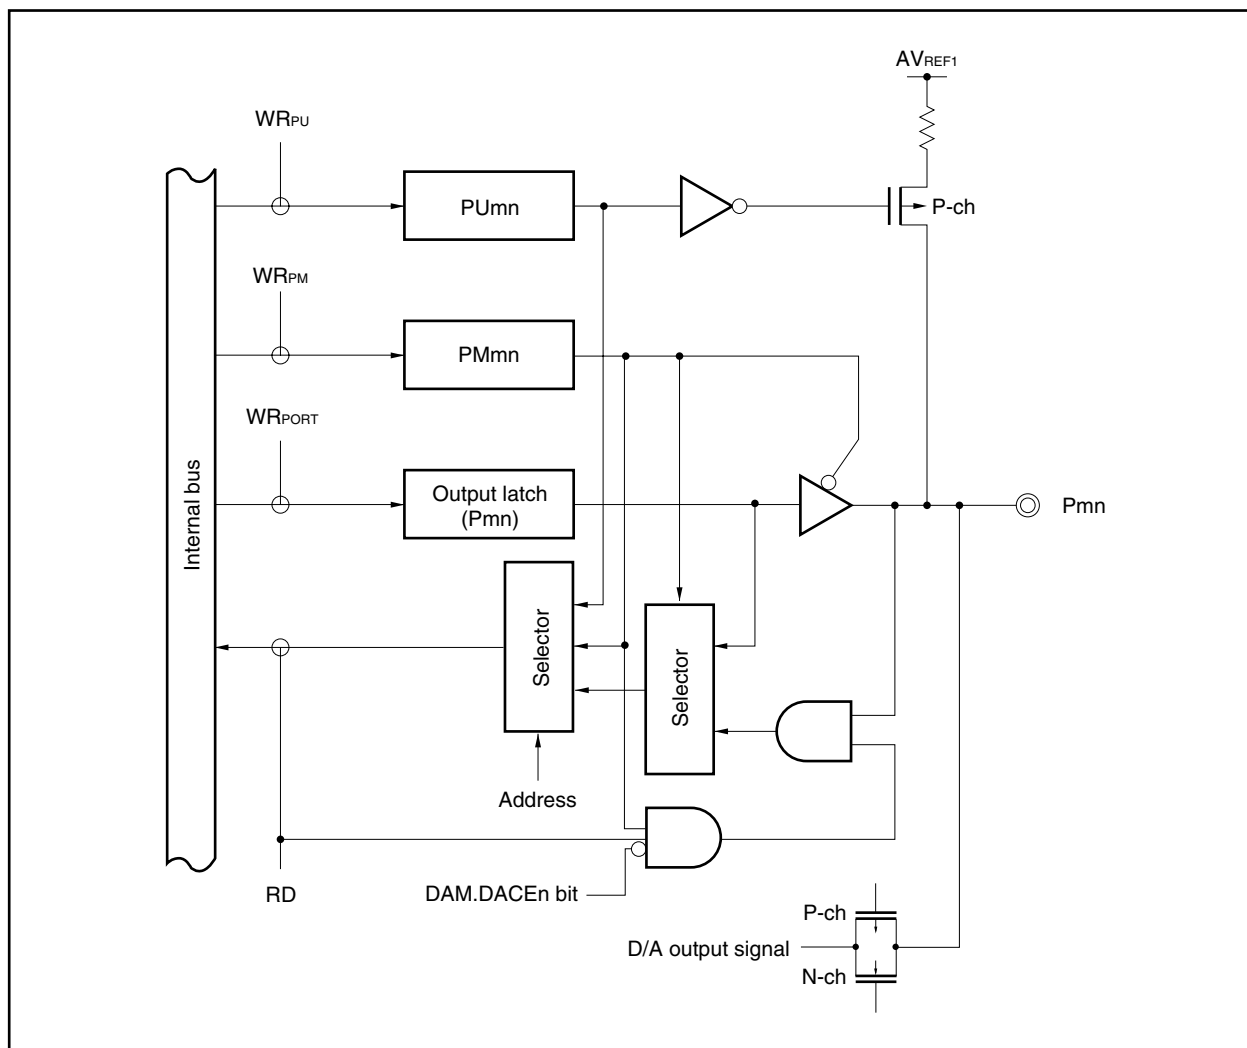 AVREF1
WRPU
PUmn
P-ch
WRPM
PMmn
WRPORT
Internal bus
Output latch
(Pmn)
Pmn
Selector
Selector
Address
RD
DAM.DACEn bit
P-ch
D/A output signal
N-ch